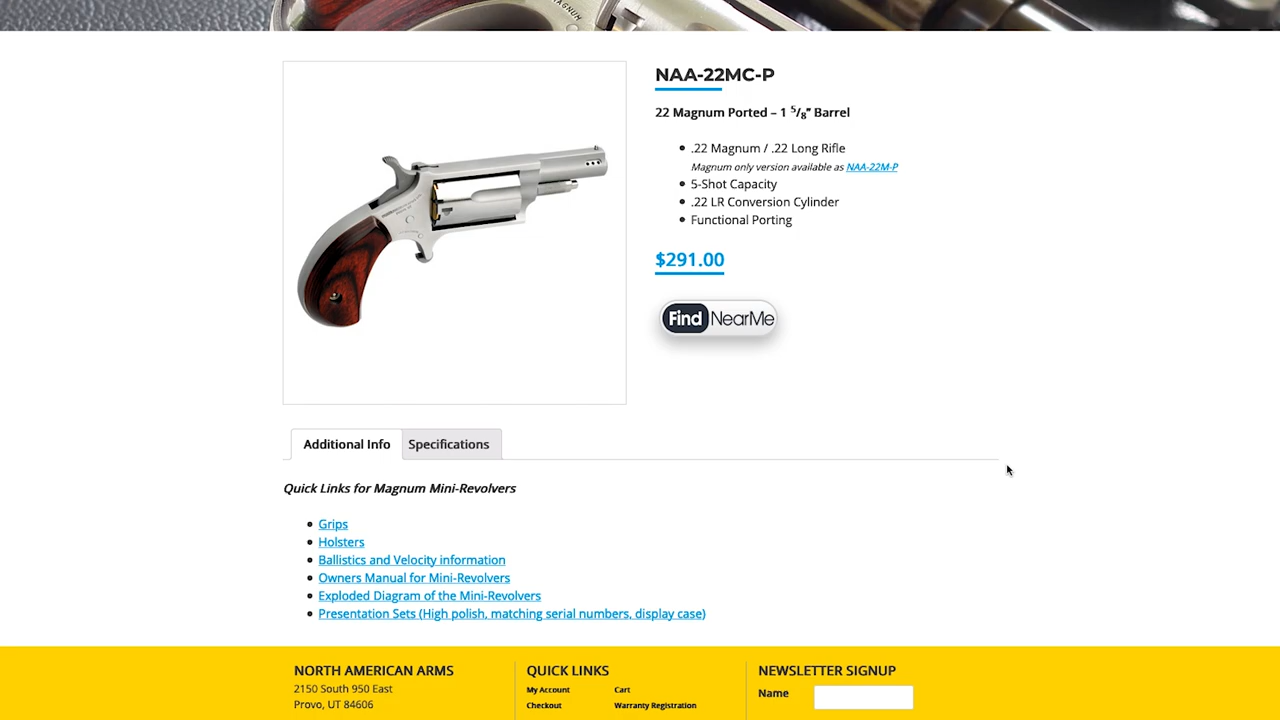 MAGNUM
NAA-22MC-P
22 Magnum Ported – 1 5/8” Barrel
.22 Magnum / .22 Long Rifle
Magnum only version available as NAA-22M-P
5-Shot Capacity
.22 LR Conversion Cylinder
Functional Porting
$291.00
Find NearMe
Additional Info Specifications
Quick Links for Magnum Mini-Revolvers
Grips
Holsters
Ballistics and Velocity information
Owners Manual for Mini-Revolvers
Exploded Diagram of the Mini-Revolvers
Presentation Sets (High polish, matching serial numbers, display case)
NORTH AMERICAN ARMS
2150 South 950 East
Provo, UT 84606
QUICK LINKS
My Account Cart
Checkout Warranty Registration
NEWSLETTER SIGNUP
Name